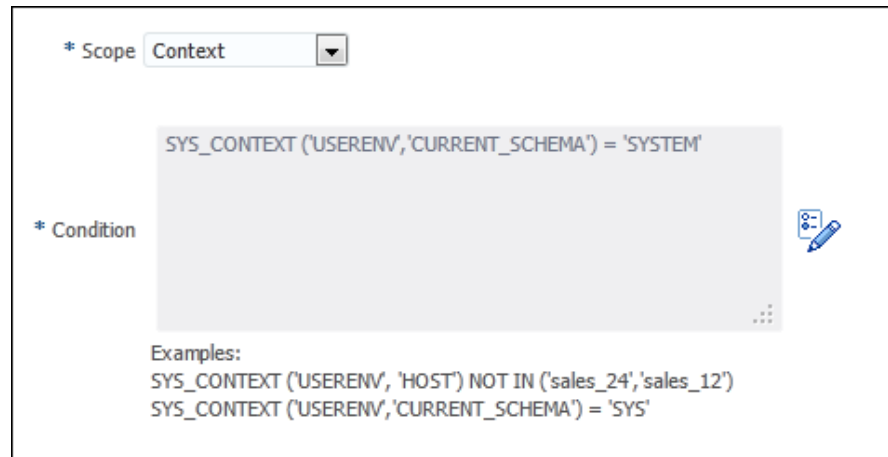 * Scope Context
SYS_CONTEXT ('USERENV','CURRENT_SCHEMA') = 'SYSTEM'
* Condition
Examples:
SYS_CONTEXT ('USERENV', 'HOST') NOT IN ('sales_24','sales_12')
SYS_CONTEXT ('USERENV','CURRENT_SCHEMA') = 'SYS'